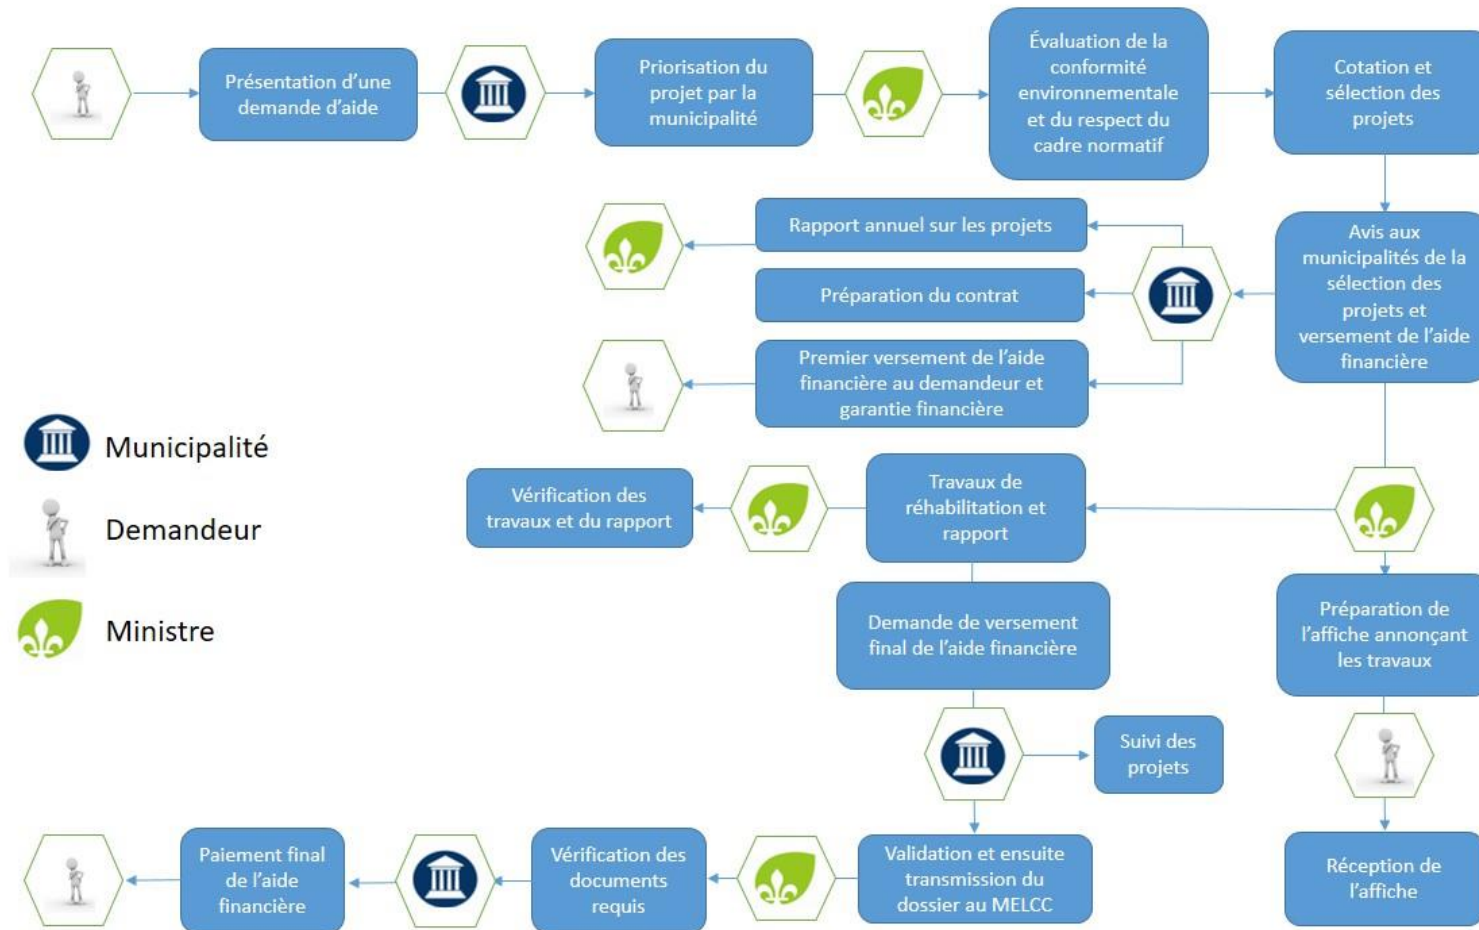 Présentation d'une
demande d'aide
Priorisation du
projet par la
municipalité
Évaluation de la
conformité
environnementale
et du respect du
cadre normatif
Cotation et
sélection des
projets
Rapport annuel sur les projets
Préparation du contrat
Premier versement de l'aide
financière au demandeur et
garantie financière
Avis aux
municipalités de la
sélection des
projets et
versement de l'aide
financière
Municipalité
Demandeur
Ministre
Vérification des
travaux et du rapport
Travaux de
réhabilitation et
rapport
Demande de versement
final de l'aide financière
Préparation de
l'affiche annonçant
les travaux
Suivi des
projets
Paiement final
de l'aide
financière
Vérification des
documents
requis
Validation et ensuite
transmission du
dossier au MELCC
Réception de
l'affiche